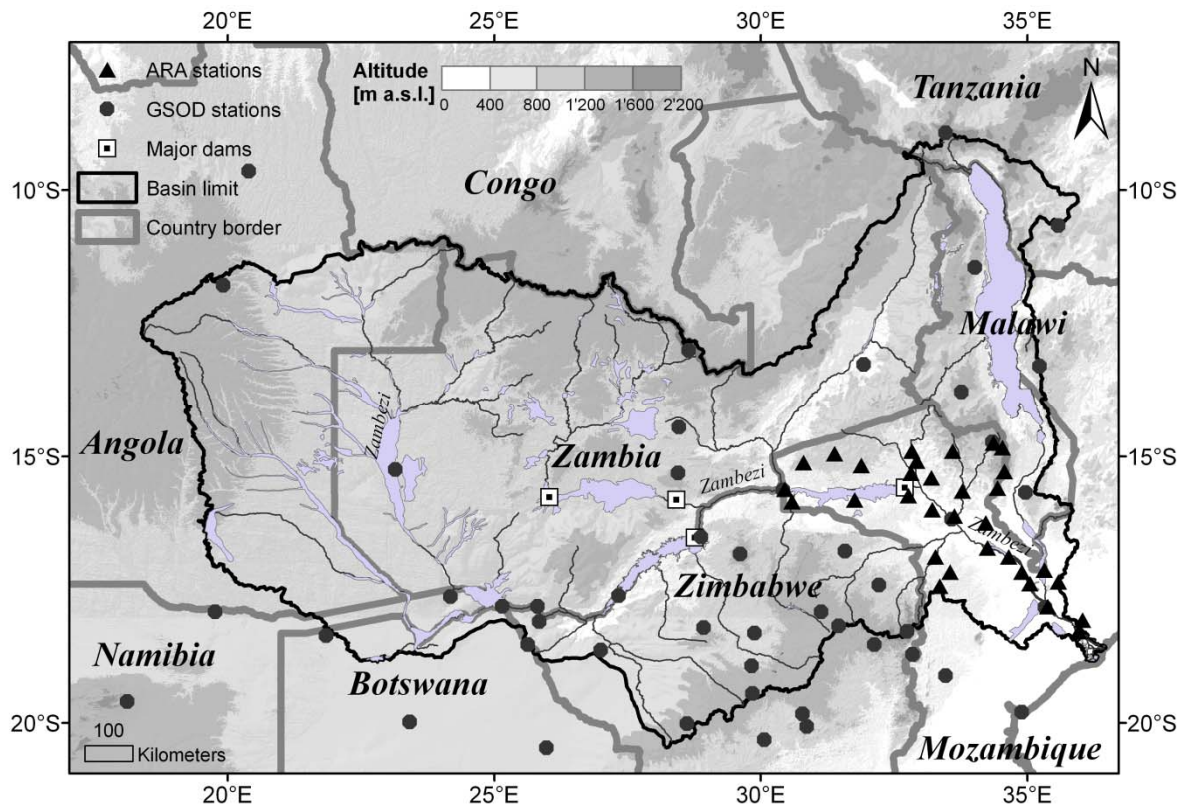 20°E 25°E 30°E 35°E
ARA stations
GSOD stations
Major dams
Basin limit
Country border
Altitude
[m a.s.l.]
0 400 800 1'200 1'600 2'200
N
Tanzania
10°S 10°S
Congo
Malawi
Angola
Zambezi
15°S 15°S
Zambia
Zambezi
Zambezi
Zimbabwe
Namibia
Botswana
20°S 20°S
Mozambique
100
Kilometers
20°E 25°E 30°E 35°E